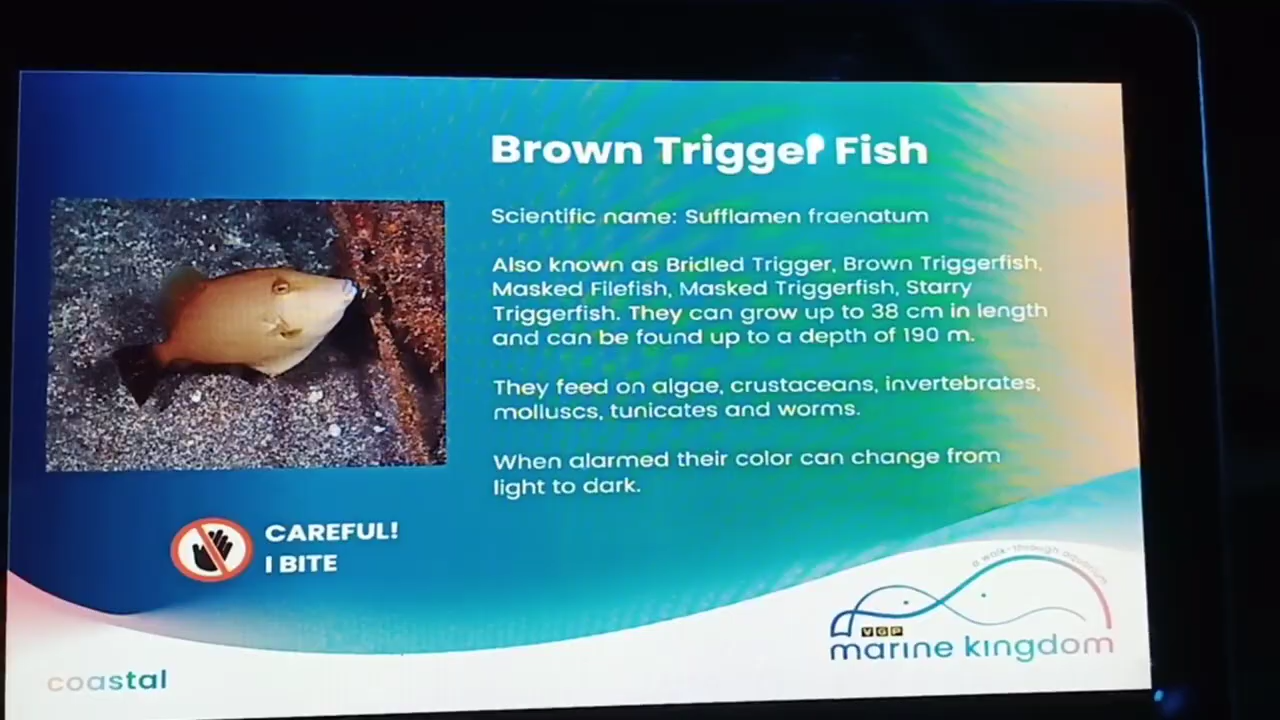 Brown Trigger Fish
Scientific name: Sufflamen fraenatum
Also known as Bridled Trigger, Brown Triggerfish,
Masked Filefish, Masked Triggerfish, Starry
Triggerfish. They can grow up to 38 cm in length
and can be found up to a depth of 190 m.
They feed on algae, crustaceans, invertebrates,
molluscs, tunicates and worms.
When alarmed their color can change from
light to dark.
CAREFUL!
I BITE
a walk-through aquarium
VGP
marine kingdom
coastal